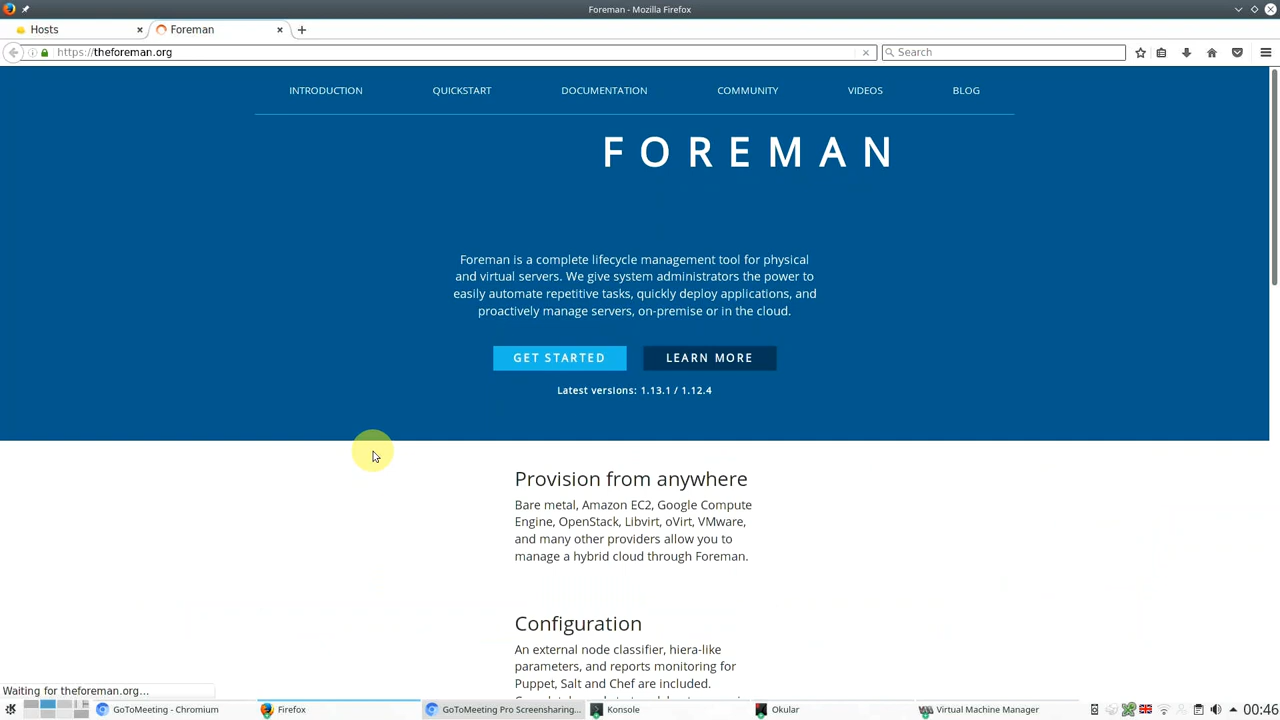 Foreman - Mozilla Firefox
Hosts
Foreman
https://theforeman.org
Search
INTRODUCTION
QUICKSTART
DOCUMENTATION
COMMUNITY
VIDEOS
BLOG
FOREMAN
Foreman is a complete lifecycle management tool for physical
and virtual servers. We give system administrators the power to
easily automate repetitive tasks, quickly deploy applications, and
proactively manage servers, on-premise or in the cloud.
GET STARTED
LEARN MORE
Latest versions: 1.13.1 / 1.12.4
Provision from anywhere
Bare metal, Amazon EC2, Google Compute
Engine, OpenStack, Libvirt, oVirt, VMware,
and many other providers allow you to
manage a hybrid cloud through Foreman.
Configuration
An external node classifier, hiera-like
parameters, and reports monitoring for
Puppet, Salt and Chef are included.
Waiting for theforeman.org...
GoToMeeting - Chromium
Firefox
GoToMeeting Pro Screensharing...
Konsole
Okular
Virtual Machine Manager
00:46